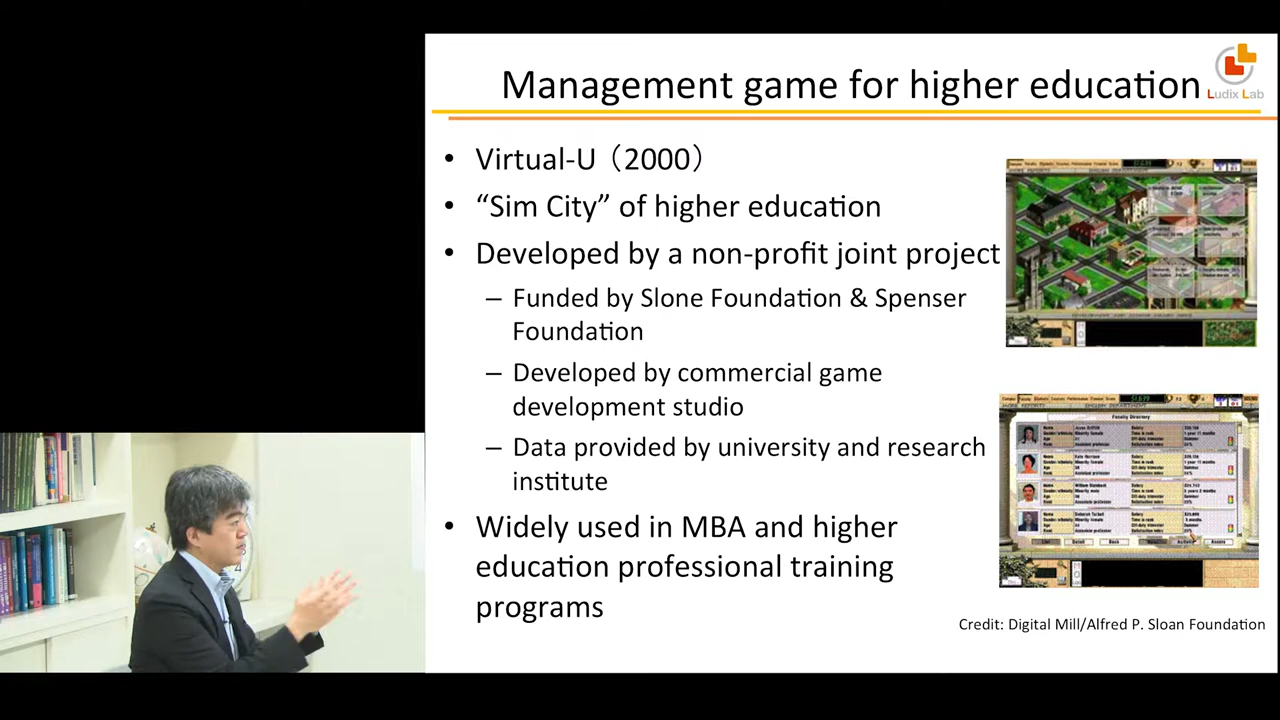 Management game for higher education
Ludix Lab
• Virtual-U（2000）
• “Sim City” of higher education
• Developed by a non-profit joint project
– Funded by Slone Foundation & Spenser
Foundation
– Developed by commercial game
development studio
– Data provided by university and research
institute
• Widely used in MBA and higher
education professional training
programs
Faculty Directory
Credit: Digital Mill/Alfred P. Sloan Foundation